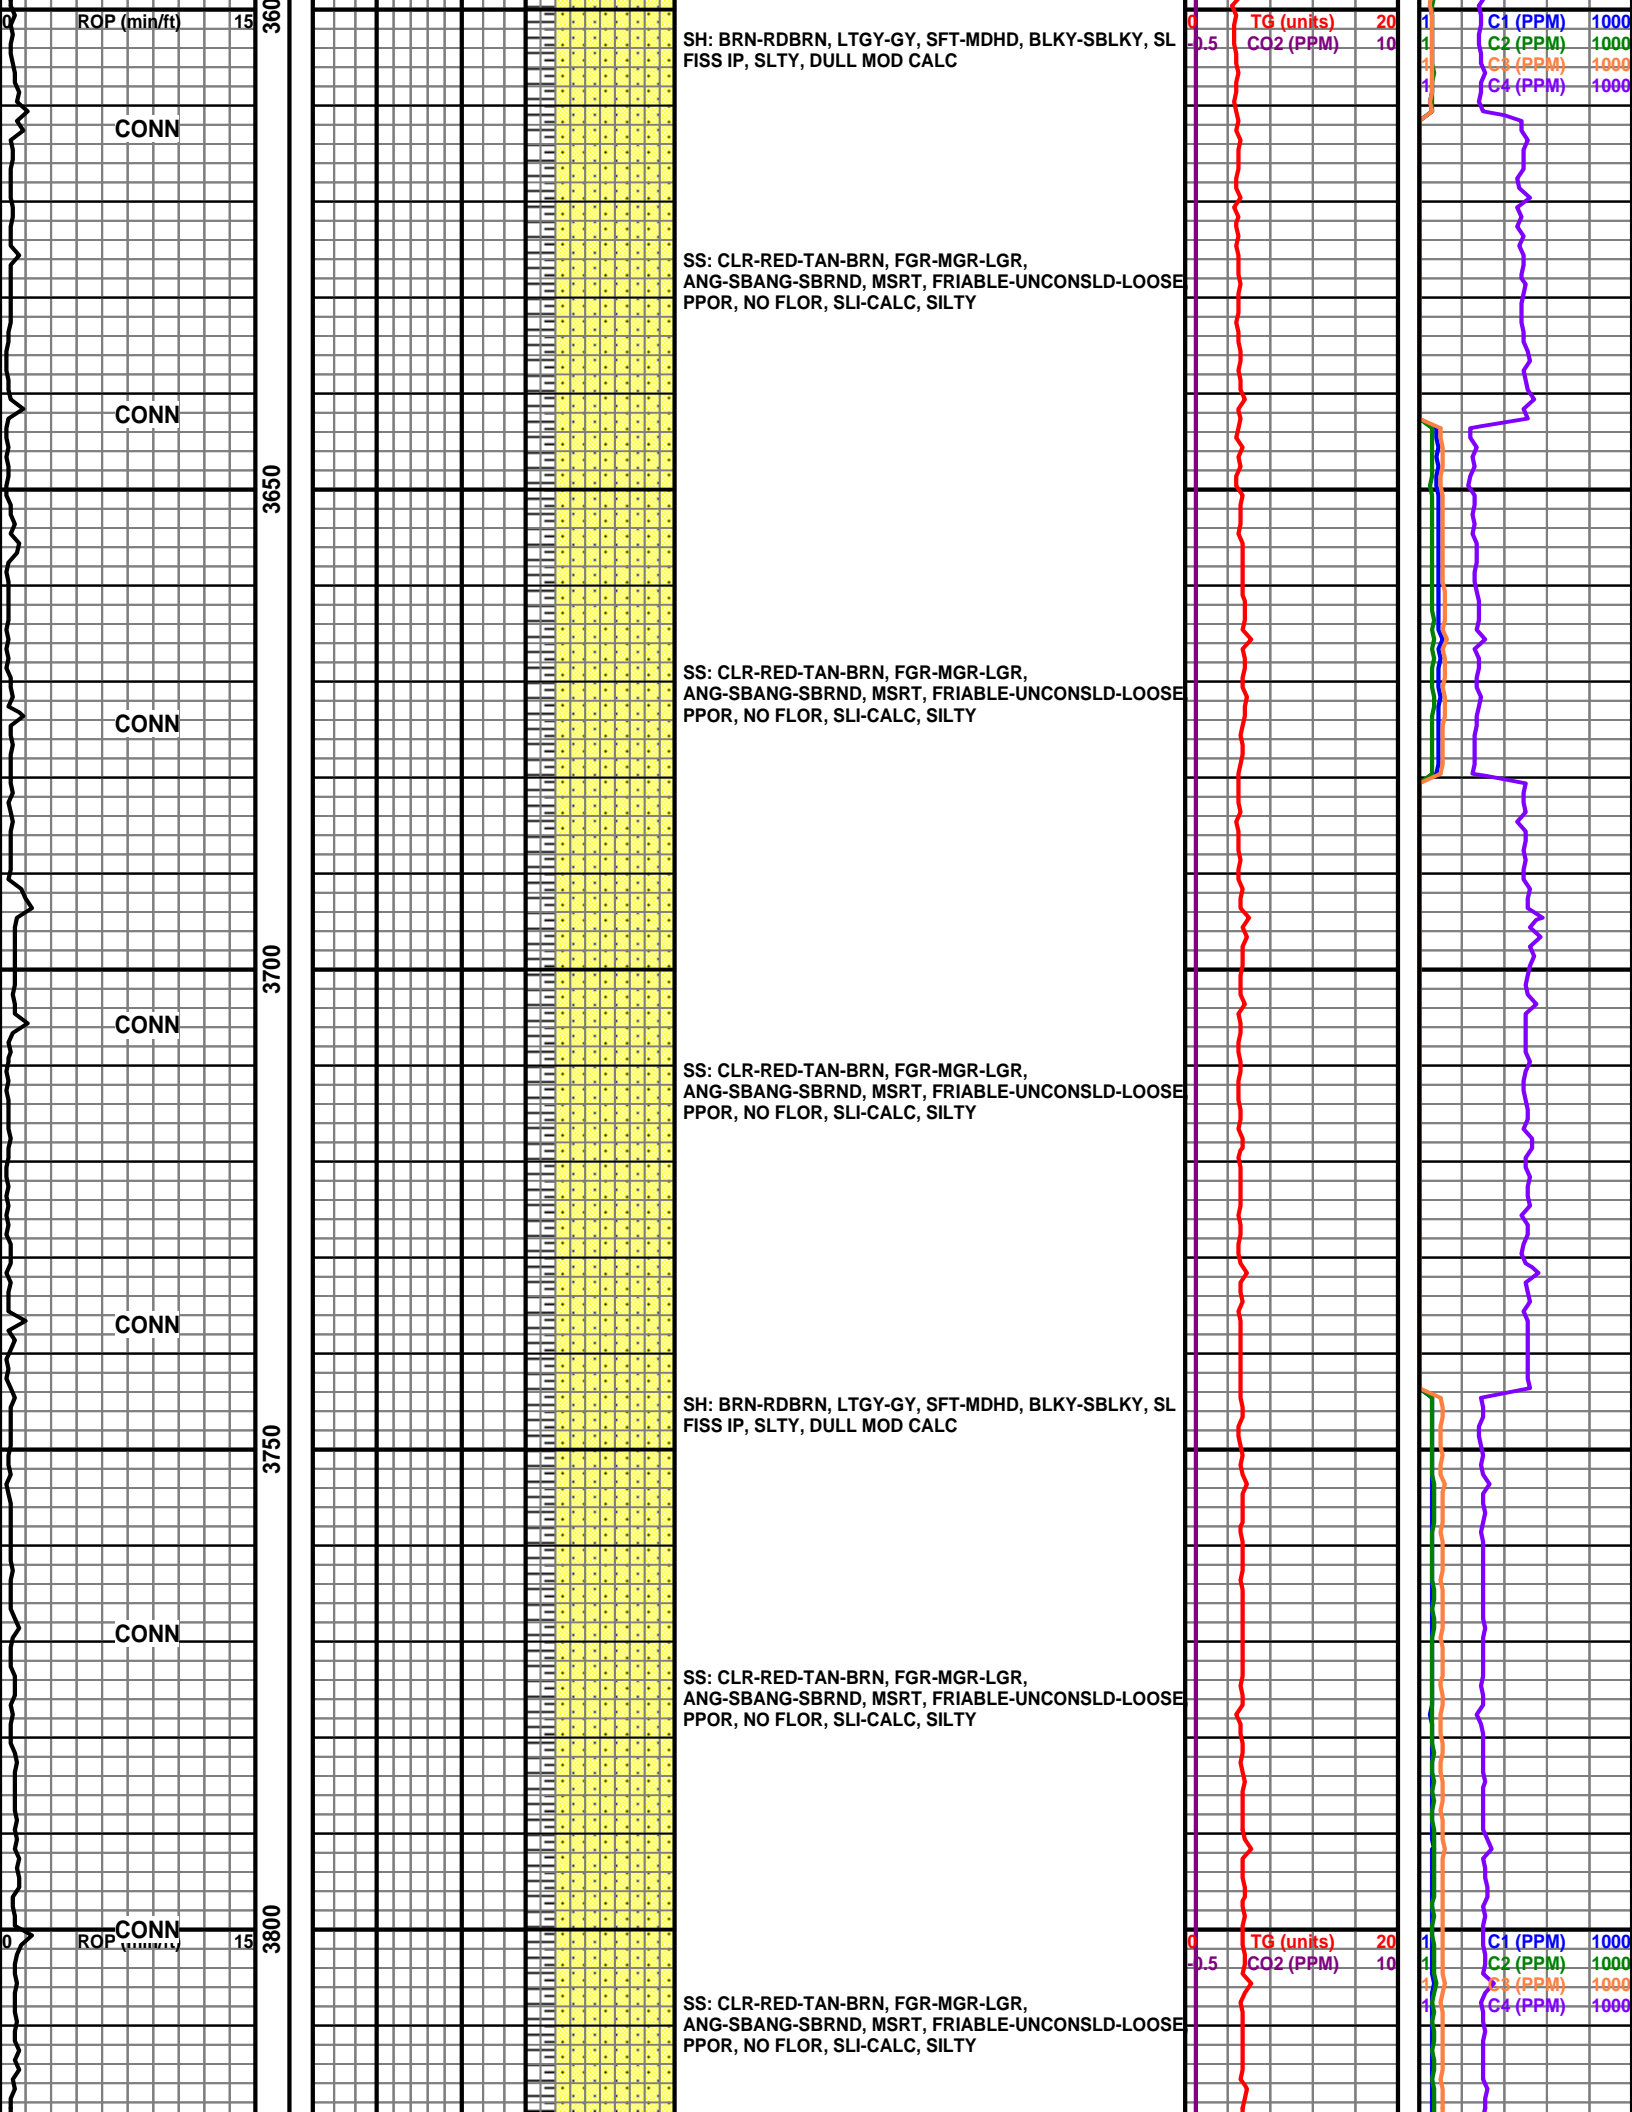 0 ROP (min/ft) 15
360
0 TG (units) 20
-0.5 CO2 (PPM) 10
1 C1 (PPM) 1000
1 C2 (PPM) 1000
1 C3 (PPM) 1000
1 C4 (PPM) 1000
SH: BRN-RDBRN, LTGY-GY, SFT-MDHD, BLKY-SBLKY, SL
FISS IP, SLTY, DULL MOD CALC
CONN
SS: CLR-RED-TAN-BRN, FGR-MGR-LGR,
ANG-SBANG-SBRND, MSRT, FRIABLE-UNCONSLD-LOOSE
PPOR, NO FLOR, SLI-CALC, SILTY
CONN
3650
SS: CLR-RED-TAN-BRN, FGR-MGR-LGR,
ANG-SBANG-SBRND, MSRT, FRIABLE-UNCONSLD-LOOSE
PPOR, NO FLOR, SLI-CALC, SILTY
CONN
3700
CONN
SS: CLR-RED-TAN-BRN, FGR-MGR-LGR,
ANG-SBANG-SBRND, MSRT, FRIABLE-UNCONSLD-LOOSE
PPOR, NO FLOR, SLI-CALC, SILTY
CONN
SH: BRN-RDBRN, LTGY-GY, SFT-MDHD, BLKY-SBLKY, SL
FISS IP, SLTY, DULL MOD CALC
3750
CONN
SS: CLR-RED-TAN-BRN, FGR-MGR-LGR,
ANG-SBANG-SBRND, MSRT, FRIABLE-UNCONSLD-LOOSE
PPOR, NO FLOR, SLI-CALC, SILTY
CONN
3800
0 ROP (min/ft) 15
0 TG (units) 20
-0.5 CO2 (PPM) 10
1 C1 (PPM) 1000
1 C2 (PPM) 1000
1 C3 (PPM) 1000
1 C4 (PPM) 1000
SS: CLR-RED-TAN-BRN, FGR-MGR-LGR,
ANG-SBANG-SBRND, MSRT, FRIABLE-UNCONSLD-LOOSE
PPOR, NO FLOR, SLI-CALC, SILTY